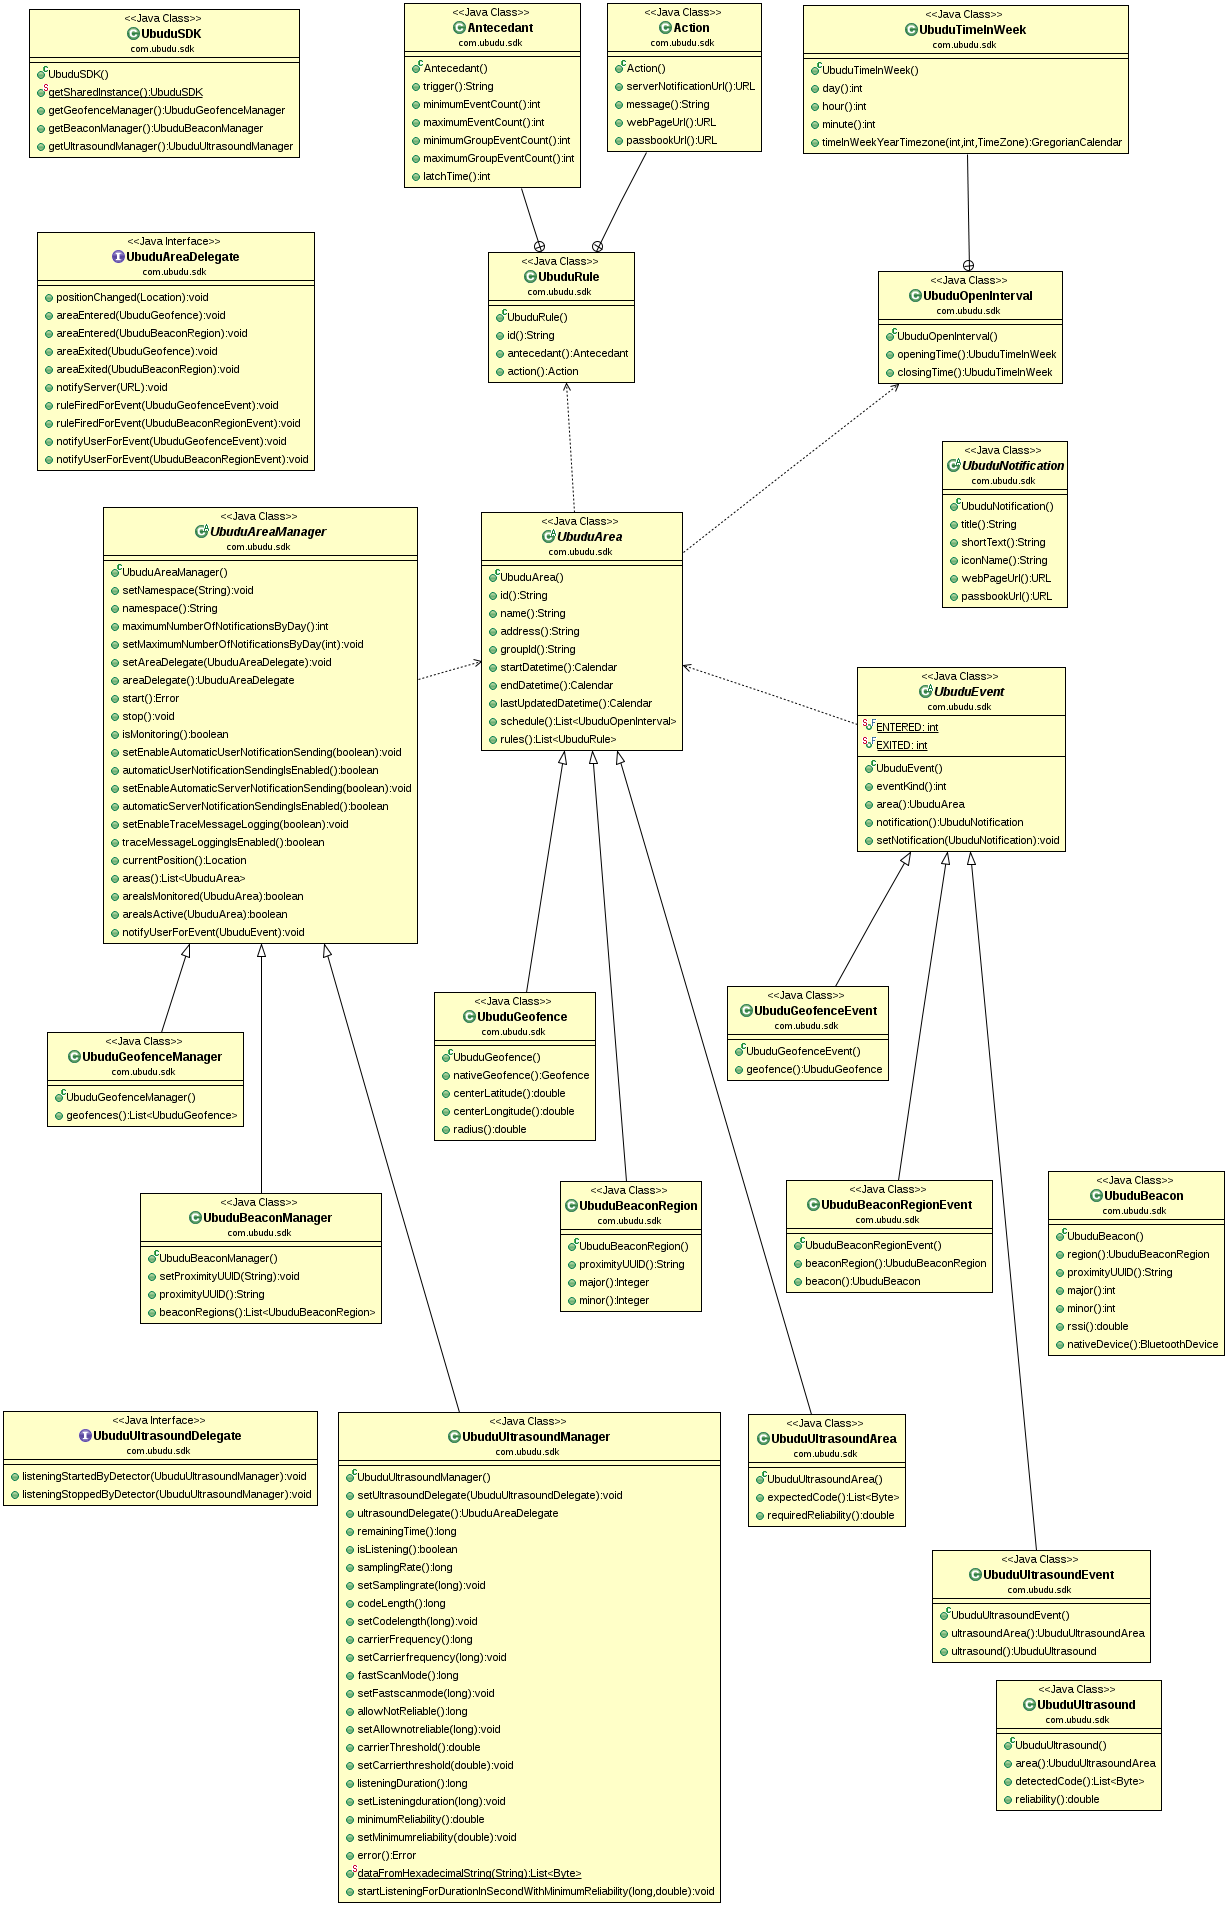 <<Java Class>>
UbuduSDK
com.ubudu.sdk
UbuduSDK()
getSharedInstance():UbuduSDK
getGeofenceManager():UbuduGeofenceManager
getBeaconManager():UbuduBeaconManager
getUltrasoundManager():UbuduUltrasoundManager
<<Java Class>>
Antecedant
com.ubudu.sdk
Antecedant()
trigger():String
minimumEventCount():int
maximumEventCount():int
minimumGroupEventCount():int
maximumGroupEventCount():int
latchTime():int
<<Java Class>>
Action
com.ubudu.sdk
Action()
serverNotificationUrl():URL
message():String
webPageUrl():URL
passbookUrl():URL
<<Java Class>>
UbuduTimeInWeek
com.ubudu.sdk
UbuduTimeInWeek()
day():int
hour():int
minute():int
timeInWeekYearTimezone(int,int,TimeZone):GregorianCalendar
<<Java Interface>>
UbuduAreaDelegate
com.ubudu.sdk
positionChanged(Location):void
areaEntered(UbuduGeofence):void
areaEntered(UbuduBeaconRegion):void
areaExited(UbuduGeofence):void
areaExited(UbuduBeaconRegion):void
notifyServer(URL):void
ruleFiredForEvent(UbuduGeofenceEvent):void
ruleFiredForEvent(UbuduBeaconRegionEvent):void
notifyUserForEvent(UbuduGeofenceEvent):void
notifyUserForEvent(UbuduBeaconRegionEvent):void
<<Java Class>>
UbuduRule
com.ubudu.sdk
UbuduRule()
id():String
antecedant():Antecedant
action():Action
<<Java Class>>
UbuduOpenInterval
com.ubudu.sdk
UbuduOpenInterval()
openingTime():UbuduTimeInWeek
closingTime():UbuduTimeInWeek
<<Java Class>>
UbuduNotification
com.ubudu.sdk
UbuduNotification()
title():String
shortText():String
iconName():String
webPageUrl():URL
passbookUrl():URL
<<Java Class>>
UbuduAreaManager
com.ubudu.sdk
UbuduAreaManager()
setNamespace(String):void
namespace():String
maximumNumberOfNotificationsByDay():int
setMaximumNumberOfNotificationsByDay(int):void
setAreaDelegate(UbuduAreaDelegate):void
areaDelegate():UbuduAreaDelegate
start():Error
stop():void
isMonitoring():boolean
setEnableAutomaticUserNotificationSending(boolean):void
automaticUserNotificationSendingIsEnabled():boolean
setEnableAutomaticServerNotificationSending(boolean):void
automaticServerNotificationSendingIsEnabled():boolean
setEnableTraceMessageLogging(boolean):void
traceMessageLoggingIsEnabled():boolean
currentPosition():Location
areas():List<UbuduArea>
areaIsMonitored(UbuduArea):boolean
areaIsActive(UbuduArea):boolean
notifyUserForEvent(UbuduEvent):void
<<Java Class>>
UbuduArea
com.ubudu.sdk
UbuduArea()
id():String
name():String
address():String
groupId():String
startDatetime():Calendar
endDatetime():Calendar
lastUpdatedDatetime():Calendar
schedule():List<UbuduOpenInterval>
rules():List<UbuduRule>
<<Java Class>>
UbuduEvent
com.ubudu.sdk
ENTERED: int
EXITED: int
UbuduEvent()
eventKind():int
area():UbuduArea
notification():UbuduNotification
setNotification(UbuduNotification):void
<<Java Class>>
UbuduGeofenceManager
com.ubudu.sdk
UbuduGeofenceManager()
geofences():List<UbuduGeofence>
<<Java Class>>
UbuduGeofence
com.ubudu.sdk
UbuduGeofence()
nativeGeofence():Geofence
centerLatitude():double
centerLongitude():double
radius():double
<<Java Class>>
UbuduGeofenceEvent
com.ubudu.sdk
UbuduGeofenceEvent()
geofence():UbuduGeofence
<<Java Class>>
UbuduBeaconManager
com.ubudu.sdk
UbuduBeaconManager()
setProximityUUID(String):void
proximityUUID():String
beaconRegions():List<UbuduBeaconRegion>
<<Java Class>>
UbuduBeaconRegion
com.ubudu.sdk
UbuduBeaconRegion()
proximityUUID():String
major():Integer
minor():Integer
<<Java Class>>
UbuduBeaconRegionEvent
com.ubudu.sdk
UbuduBeaconRegionEvent()
beaconRegion():UbuduBeaconRegion
beacon():UbuduBeacon
<<Java Class>>
UbuduBeacon
com.ubudu.sdk
UbuduBeacon()
region():UbuduBeaconRegion
proximityUUID():String
major():int
minor():int
rssi():double
nativeDevice():BluetoothDevice
<<Java Interface>>
UbuduUltrasoundDelegate
com.ubudu.sdk
listeningStartedByDetector(UbuduUltrasoundManager):void
listeningStoppedByDetector(UbuduUltrasoundManager):void
<<Java Class>>
UbuduUltrasoundManager
com.ubudu.sdk
UbuduUltrasoundManager()
setUltrasoundDelegate(UbuduUltrasoundDelegate):void
ultrasoundDelegate():UbuduAreaDelegate
remainingTime():long
isListening():boolean
samplingRate():long
setSamplingrate(long):void
codeLength():long
setCodelength(long):void
carrierFrequency():long
setCarrierfrequency(long):void
fastScanMode():long
setFastscanmode(long):void
allowNotReliable():long
setAllownotreliable(long):void
carrierThreshold():double
setCarrierthreshold(double):void
listeningDuration():long
setListeningduration(long):void
minimumReliability():double
setMinimumreliability(double):void
error():Error
dataFromHexadecimalString(String):List<Byte>
startListeningForDurationInSecondWithMinimumReliability(long,double):void
<<Java Class>>
UbuduUltrasoundArea
com.ubudu.sdk
UbuduUltrasoundArea()
expectedCode():List<Byte>
requiredReliability():double
<<Java Class>>
UbuduUltrasoundEvent
com.ubudu.sdk
UbuduUltrasoundEvent()
ultrasoundArea():UbuduUltrasoundArea
ultrasound():UbuduUltrasound
<<Java Class>>
UbuduUltrasound
com.ubudu.sdk
UbuduUltrasound()
area():UbuduUltrasoundArea
detectedCode():List<Byte>
reliability():double